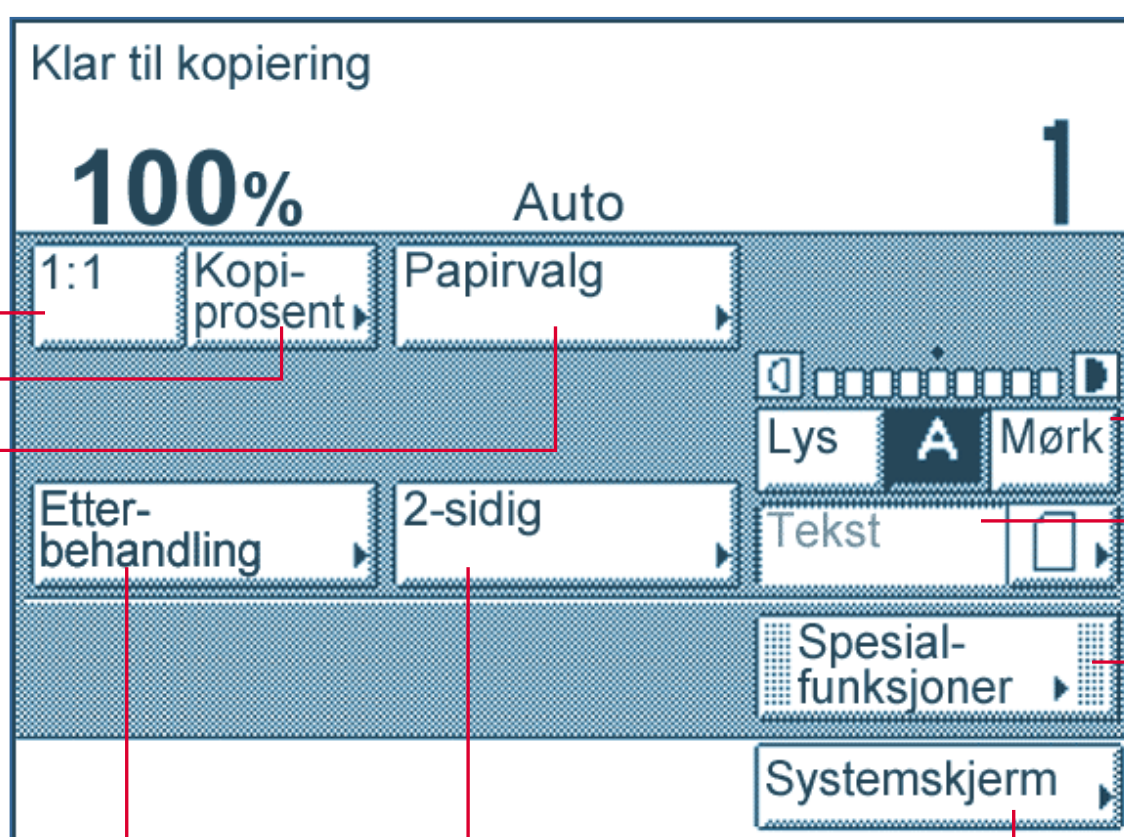 Klar til kopiering
100% Auto 1
1:1
Kopi-
prosent
Papirvalg
Lys A Mørk
Etter-
behandling
2-sidig
Tekst
Spesial-
funksjoner
Systemskjerm